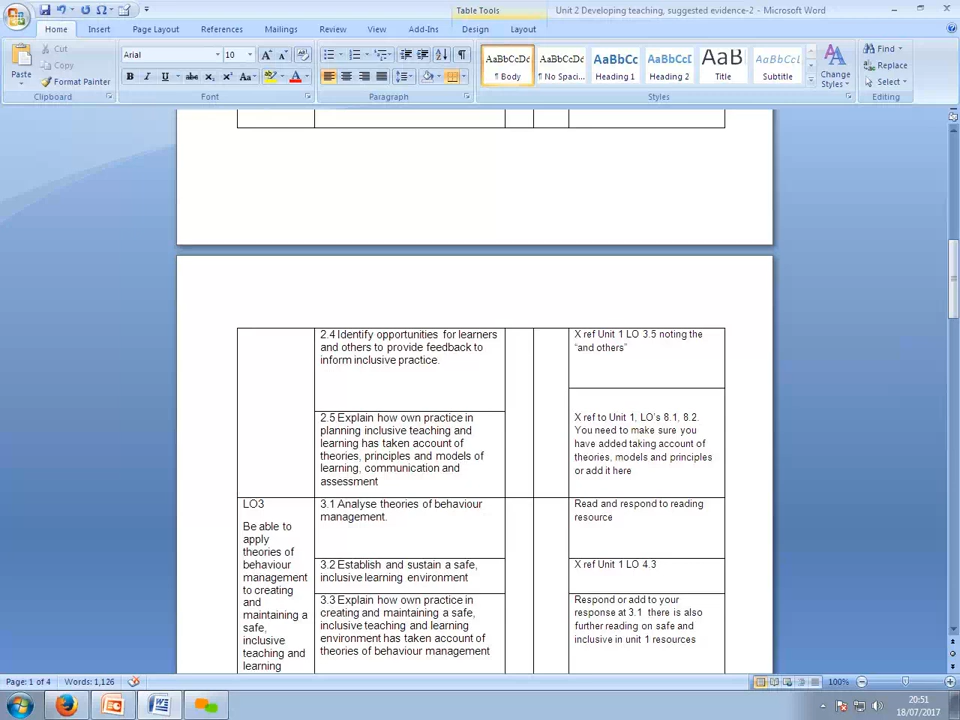 Table Tools
Unit 2 Developing teaching, suggested evidence-2 - Microsoft Word
Home
Insert
Page Layout
References
Mailings
Review
View
Add-Ins
Design
Layout
Paste
Cut
Copy
Format Painter
Clipboard
Arial
10
Font
Paragraph
AaBbCcDc
¶ Body
AaBbCcDc
¶ No Spaci...
AaBbCc
Heading 1
AaBbCcI
Heading 2
AaB
Title
AaBbCcl
Subtitle
Change
Styles
Styles
Find
Replace
Select
Editing
2.4 Identify opportunities for learners
and others to provide feedback to
inform inclusive practice.
X ref Unit 1 LO 3.5 noting the
“and others”
2.5 Explain how own practice in
planning inclusive teaching and
learning has taken account of
theories, principles and models of
learning, communication and
assessment
X ref to Unit 1, LO’s 8.1, 8.2.
You need to make sure you
have added taking account of
theories, models and principles
or add it here
LO3
Be able to
apply
theories of
behaviour
management
to creating
and
maintaining a
safe,
inclusive
teaching and
learning
3.1 Analyse theories of behaviour
management.
Read and respond to reading
resource
3.2 Establish and sustain a safe,
inclusive learning environment
X ref Unit 1 LO 4.3
3.3 Explain how own practice in
creating and maintaining a safe,
inclusive teaching and learning
environment has taken account of
theories of behaviour management
Respond or add to your
response at 3.1 there is also
further reading on safe and
inclusive in unit 1 resources
Page: 1 of 4
Words: 1,126
100%
20:51
18/07/2017